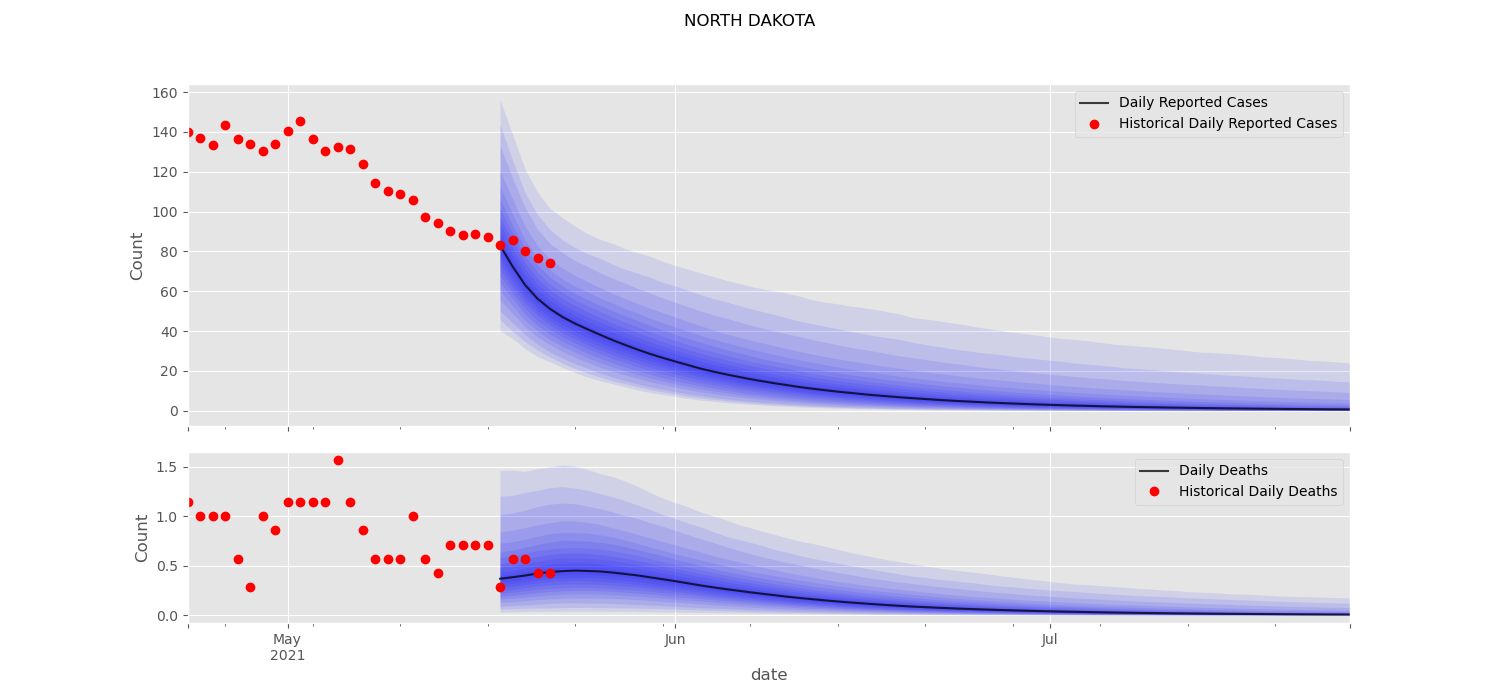 NORTH DAKOTA
160
140
120
100
80
60
40
20
0
Count
Daily Reported Cases
Historical Daily Reported Cases
1.5
1.0
0.5
0.0
Count
Daily Deaths
Historical Daily Deaths
May
2021
Jun
Jul
date